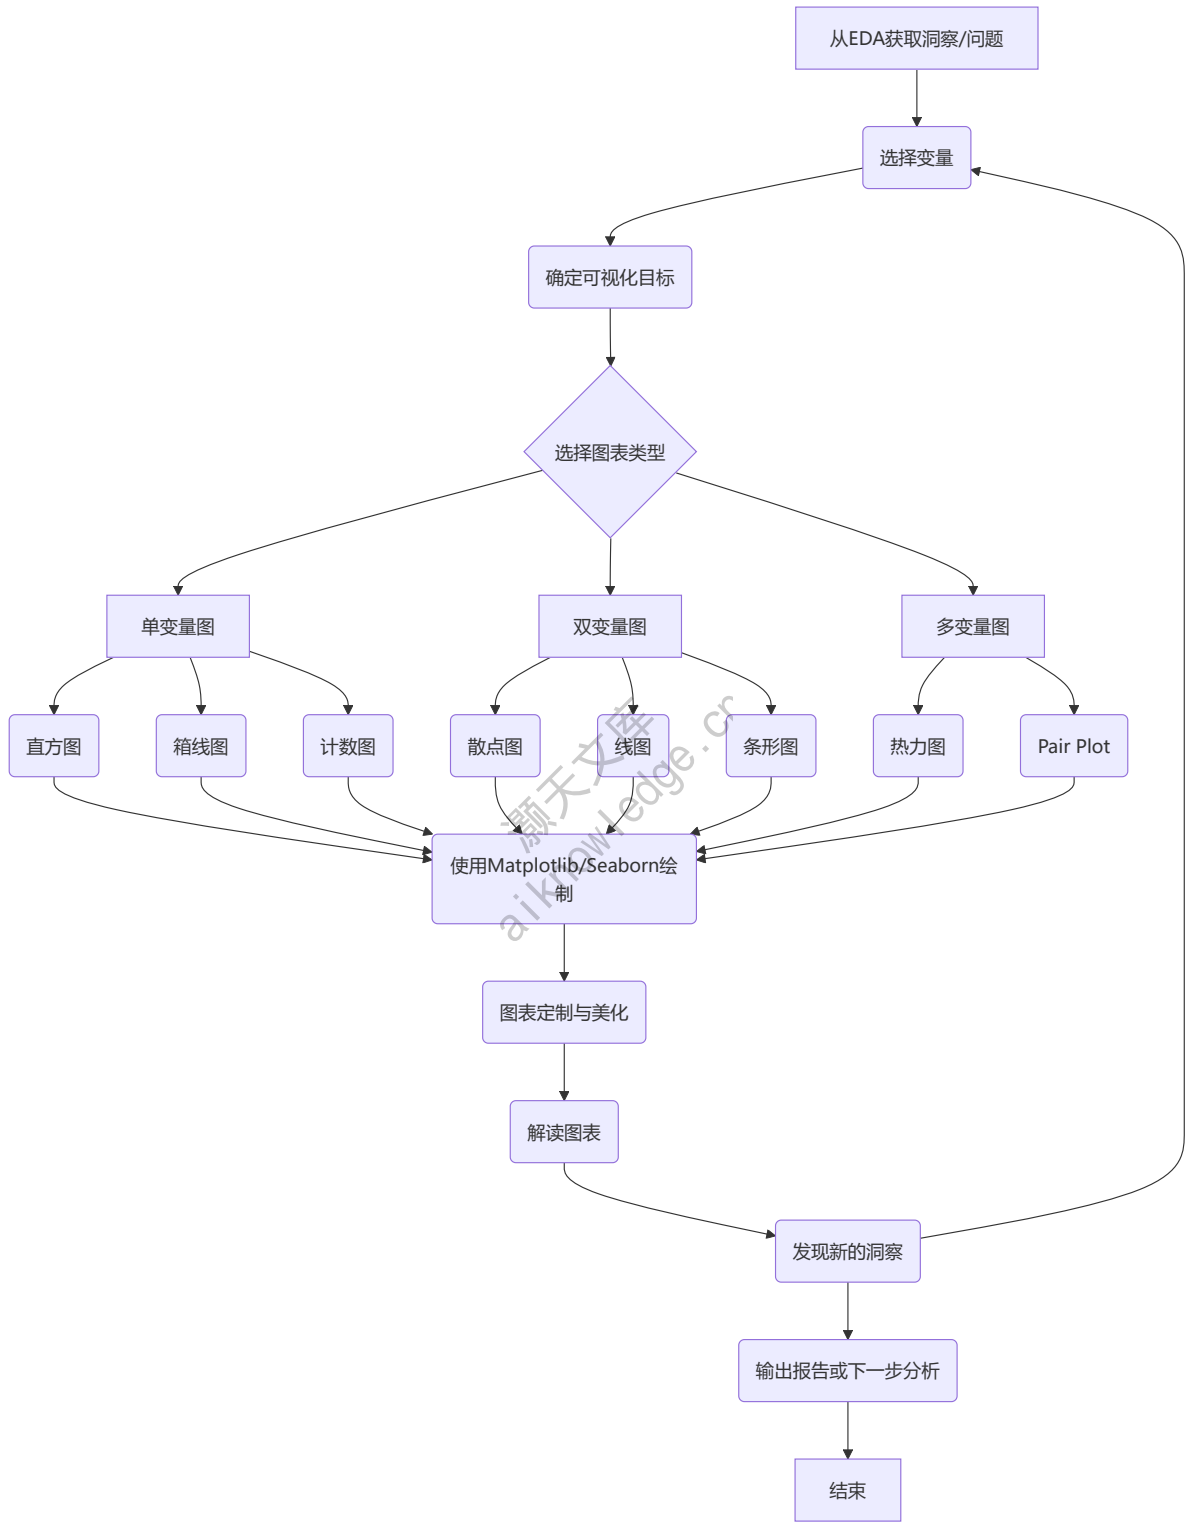 从EDA获取洞察/问题
选择变量
确定可视化目标
选择图表类型
单变量图
双变量图
多变量图
直方图
箱线图
计数图
散点图
线图
条形图
热力图
Pair Plot
灏天文库
aiknowledge.cn
使用Matplotlib/Seaborn绘
制
图表定制与美化
解读图表
发现新的洞察
输出报告或下一步分析
结束